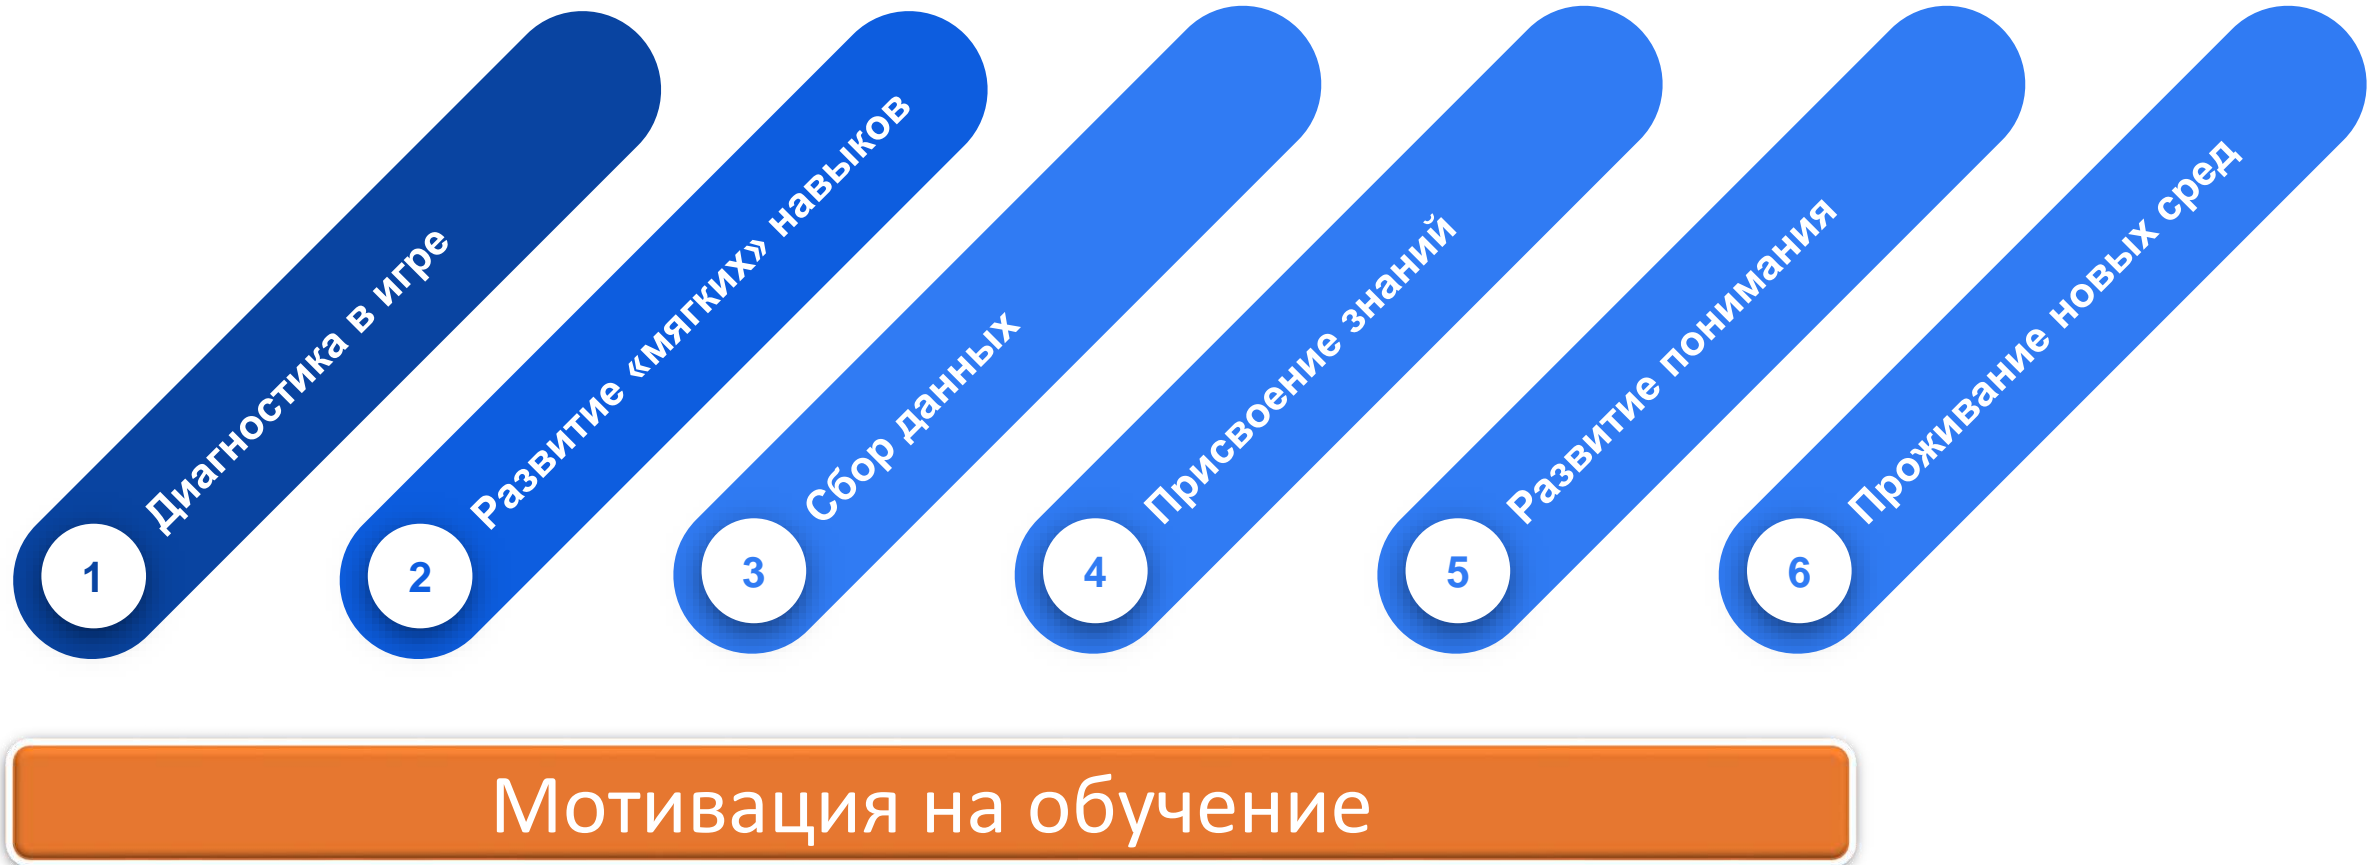 1
Диагностика в игре
2
Развитие «мягких» навыков
3
Сбор данных
4
Присвоение знаний
5
Развитие понимания
6
Проживание новых сред
Мотивация на обучение